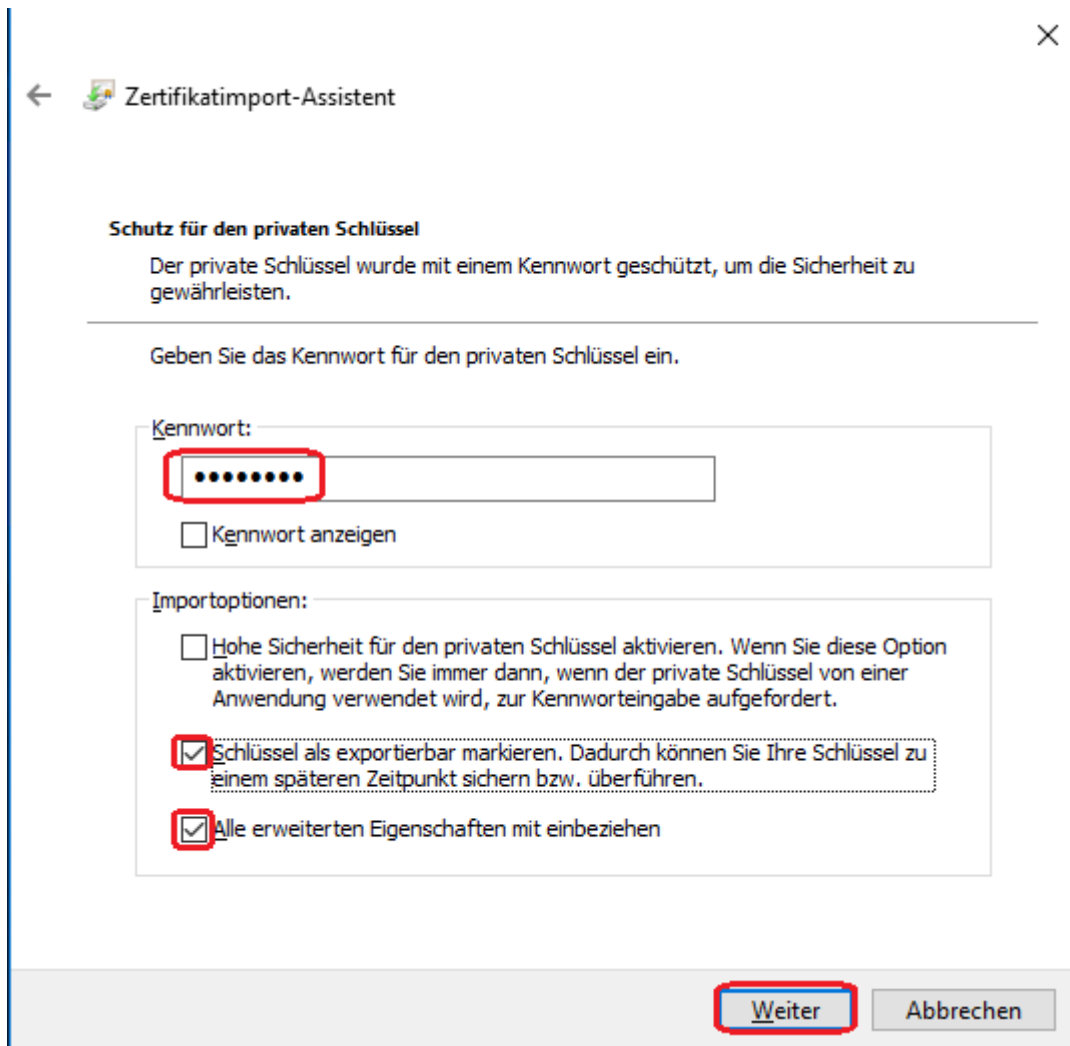 Zertifikatimport-Assistent
Schutz für den privaten Schlüssel
Der private Schlüssel wurde mit einem Kennwort geschützt, um die Sicherheit zu
gewährleisten.
Geben Sie das Kennwort für den privaten Schlüssel ein.
Kennwort:
••••••••
Kennwort anzeigen
Importoptionen:
Hohe Sicherheit für den privaten Schlüssel aktivieren. Wenn Sie diese Option
aktivieren, werden Sie immer dann, wenn der private Schlüssel von einer
Anwendung verwendet wird, zur Kennworteingabe aufgefordert.
Schlüssel als exportierbar markieren. Dadurch können Sie Ihre Schlüssel zu
einem späteren Zeitpunkt sichern bzw. überführen.
Alle erweiterten Eigenschaften mit einbeziehen
Weiter
Abbrechen